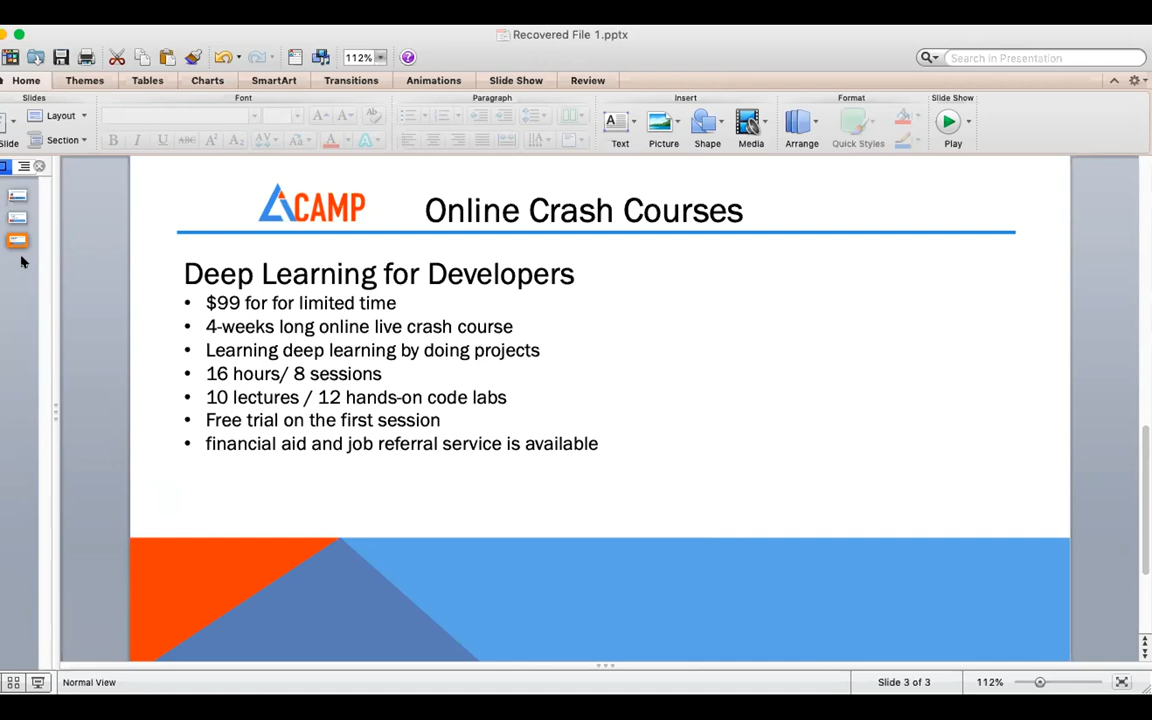 Recovered File 1.pptx
112%
Search in Presentation
Home Themes Tables Charts SmartArt Transitions Animations Slide Show Review
Slides Font Paragraph Insert Format Slide Show
Layout
Section
Slide
Text Picture Shape Media Arrange Quick Styles Play
ACAMP Online Crash Courses
Deep Learning for Developers
• $99 for for limited time
• 4-weeks long online live crash course
• Learning deep learning by doing projects
• 16 hours/ 8 sessions
• 10 lectures / 12 hands-on code labs
• Free trial on the first session
• financial aid and job referral service is available
Normal View Slide 3 of 3 112%